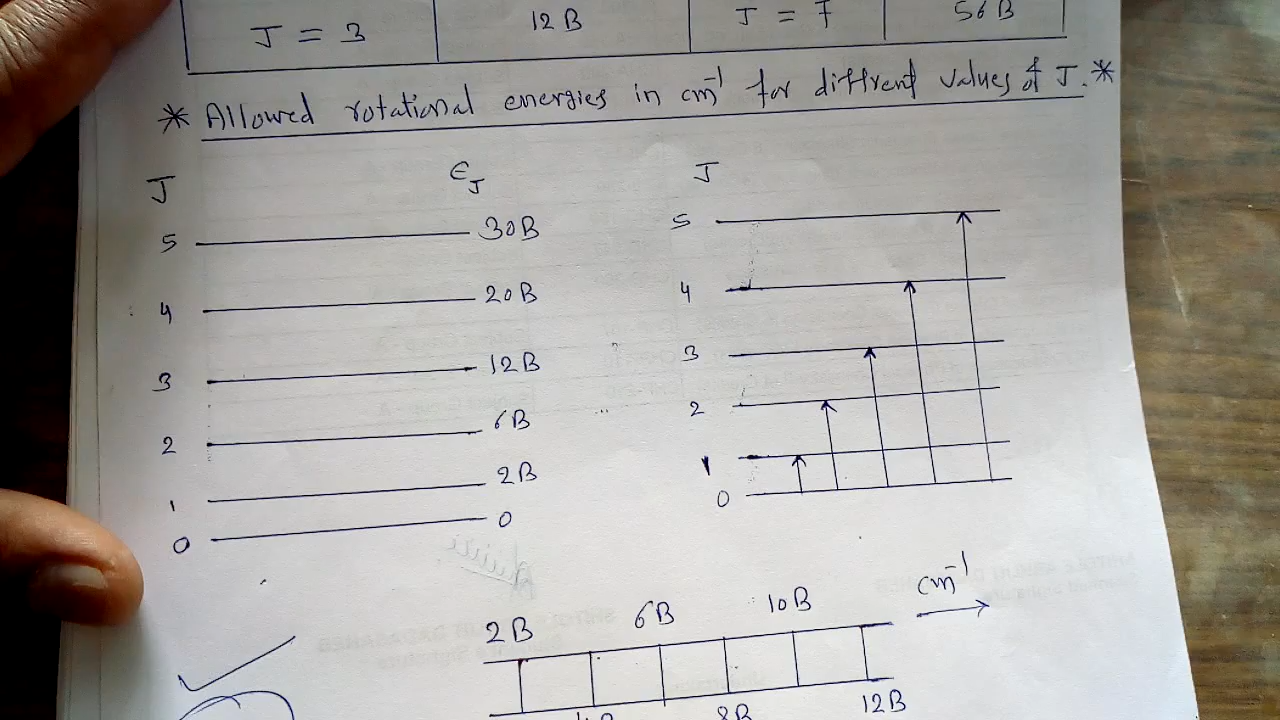 J = 3 12B J = 7 56B
* Allowed rotational energies in cm⁻¹ for diffrent values of J. *
J ϵJ J
5 30B 5
4 20B 4
3 12B 3
2 6B 2
1 2B 1
0 0 0
cm⁻¹
2B 6B 10B
8B 12B